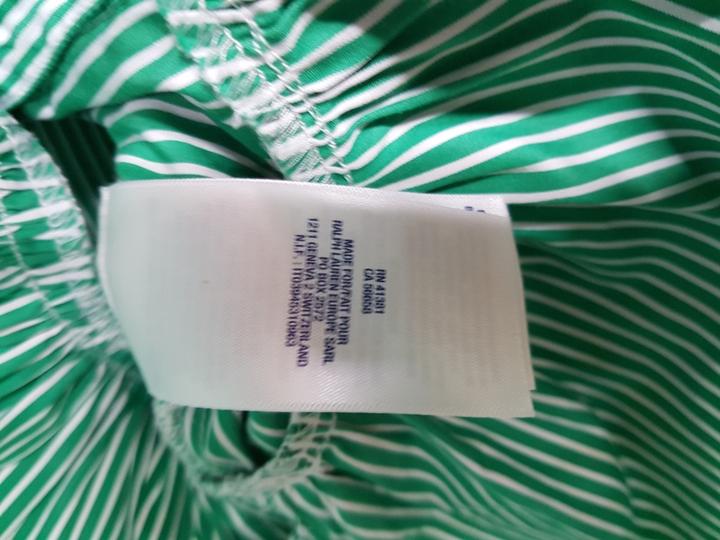 RN 41381
CA 56658
MADE FOR/FAIT POUR
RALPH LAUREN EUROPE SARL
PO BOX 2572
1211 GENEVA 2 SWITZERLAND
N.I.F.: IT03946310963